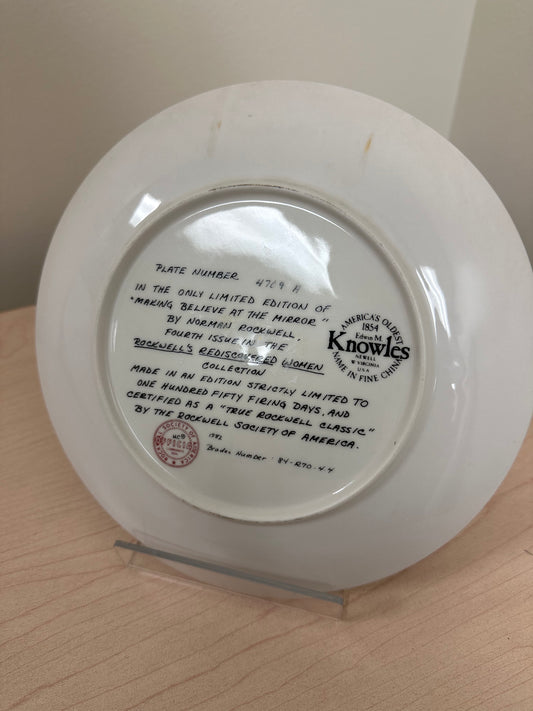 PLATE NUMBER 4769 A
IN THE ONLY LIMITED EDITION OF
"MAKING BELIEVE AT THE MIRROR"
BY NORMAN ROCKWELL,
FOURTH ISSUE IN THE
ROCKWELL'S REDISCOVERED WOMEN
COLLECTION
MADE IN AN EDITION STRICTLY LIMITED TO
ONE HUNDRED FIFTY FIRING DAYS, AND
CERTIFIED AS A "TRUE ROCKWELL CLASSIC"
BY THE ROCKWELL SOCIETY OF AMERICA.
1982
Bradex Number: 84-R70-4.4
AMERICA'S OLDEST
1854
Edwin M.
Knowles
NEWELL
W. VIRGINIA
U S A
NAME IN FINE CHINA